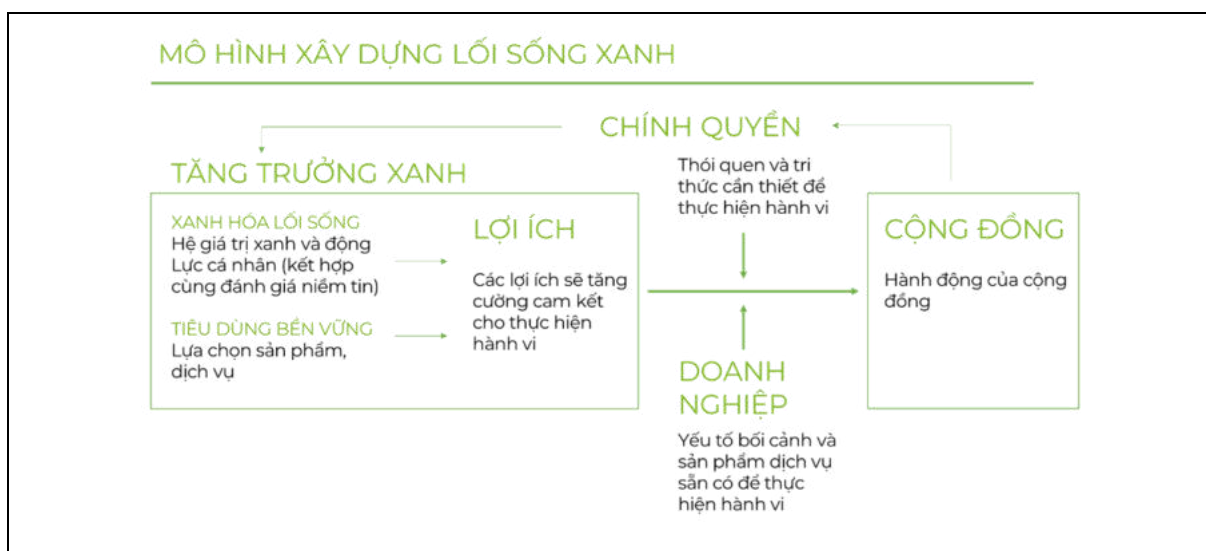 MÔ HÌNH XÂY DỰNG LỐI SỐNG XANH
CHÍNH QUYỀN
Thói quen và tri
thức cần thiết để
thực hiện hành vi
TĂNG TRƯỞNG XANH
XANH HÓA LỐI SỐNG
Hệ giá trị xanh và động
Lực cá nhân (kết hợp
cùng đánh giá niềm tin)
TIÊU DÙNG BỀN VỮNG
Lựa chọn sản phẩm,
dịch vụ
LỢI ÍCH
Các lợi ích sẽ tăng
cường cam kết
cho thực hiện
hành vi
DOANH
NGHIỆP
Yếu tố bối cảnh và
sản phẩm dịch vụ
sẵn có để thực
hiện hành vi
CỘNG ĐỒNG
Hành động của cộng
đồng